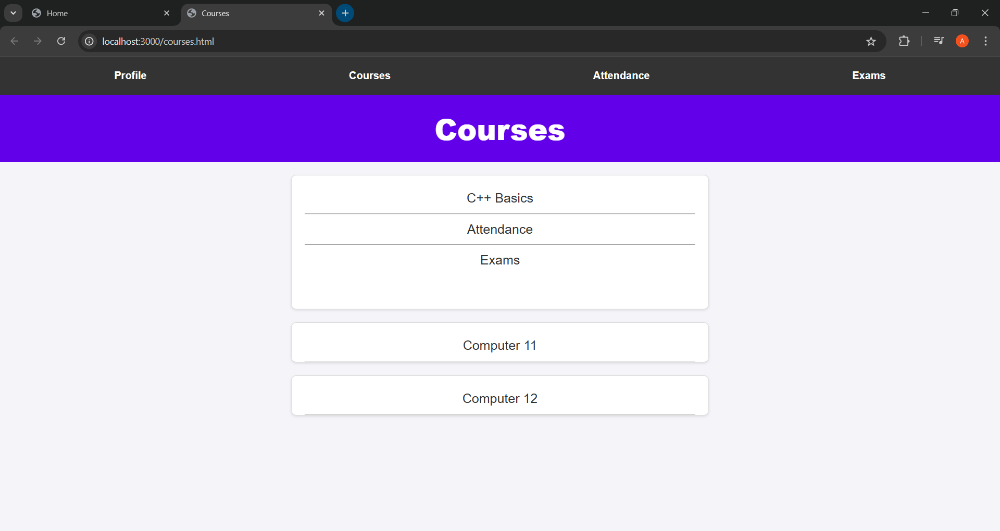 Home
Courses
localhost:3000/courses.html
A
Profile Courses Attendance Exams
Courses
C++ Basics
Attendance
Exams
Computer 11
Computer 12